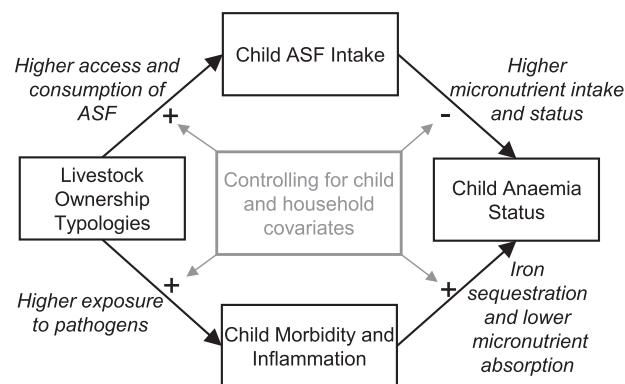 Child ASF Intake
Higher access and
consumption of
ASF
+
Higher
micronutrient intake
and status
-
Livestock
Ownership
Typologies
Controlling for child
and household
covariates
Child Anaemia
Status
+
Higher exposure
to pathogens
+
Iron
sequestration
and lower
micronutrient
absorption
Child Morbidity and
Inflammation